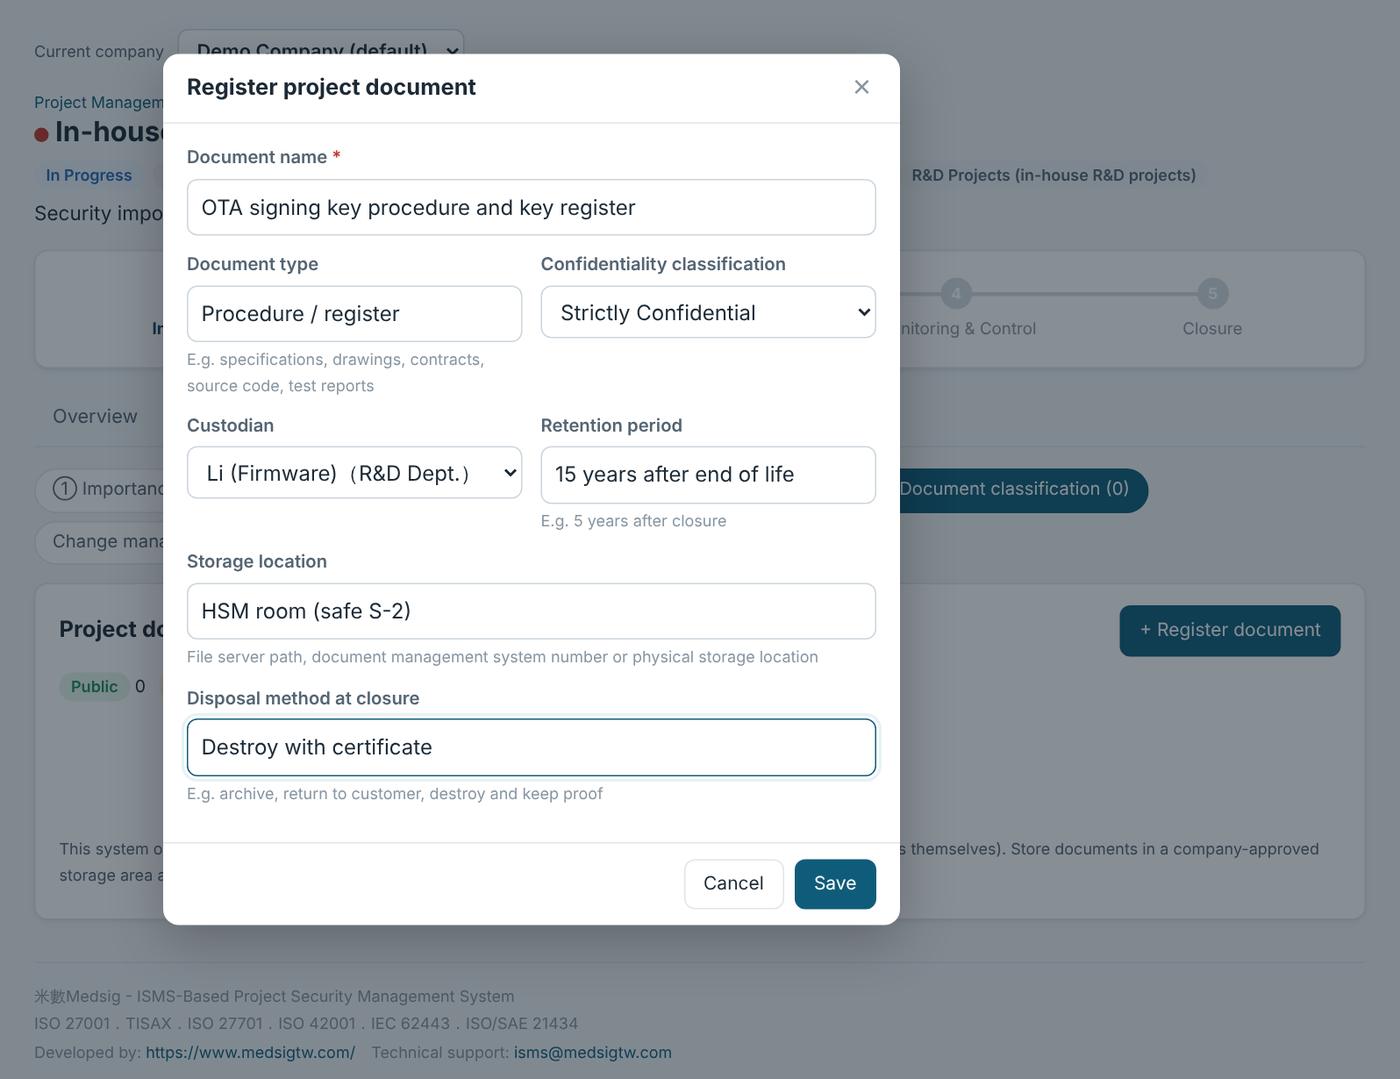 Current company Demo Company (default)
Register project document
Project Managem
In-house
Document name *
In Progress
OTA signing key procedure and key register
R&D Projects (in-house R&D projects)
Security impo
Document type Confidentiality classification
Procedure / register Strictly Confidential
4 5
In
nitoring & Control Closure
E.g. specifications, drawings, contracts,
source code, test reports
Overview
Custodian Retention period
Li (Firmware)（R&D Dept.） 15 years after end of life
① Importanc
Document classification (0)
E.g. 5 years after closure
Change mana
Storage location
HSM room (safe S-2)
Project do
+ Register document
File server path, document management system number or physical storage location
Public 0
Disposal method at closure
Destroy with certificate
E.g. archive, return to customer, destroy and keep proof
This system o
s themselves). Store documents in a company-approved
storage area a
Cancel Save
米數Medsig - ISMS-Based Project Security Management System
ISO 27001 . TISAX . ISO 27701 . ISO 42001 . IEC 62443 . ISO/SAE 21434
Developed by: https://www.medsigtw.com/ Technical support: isms@medsigtw.com